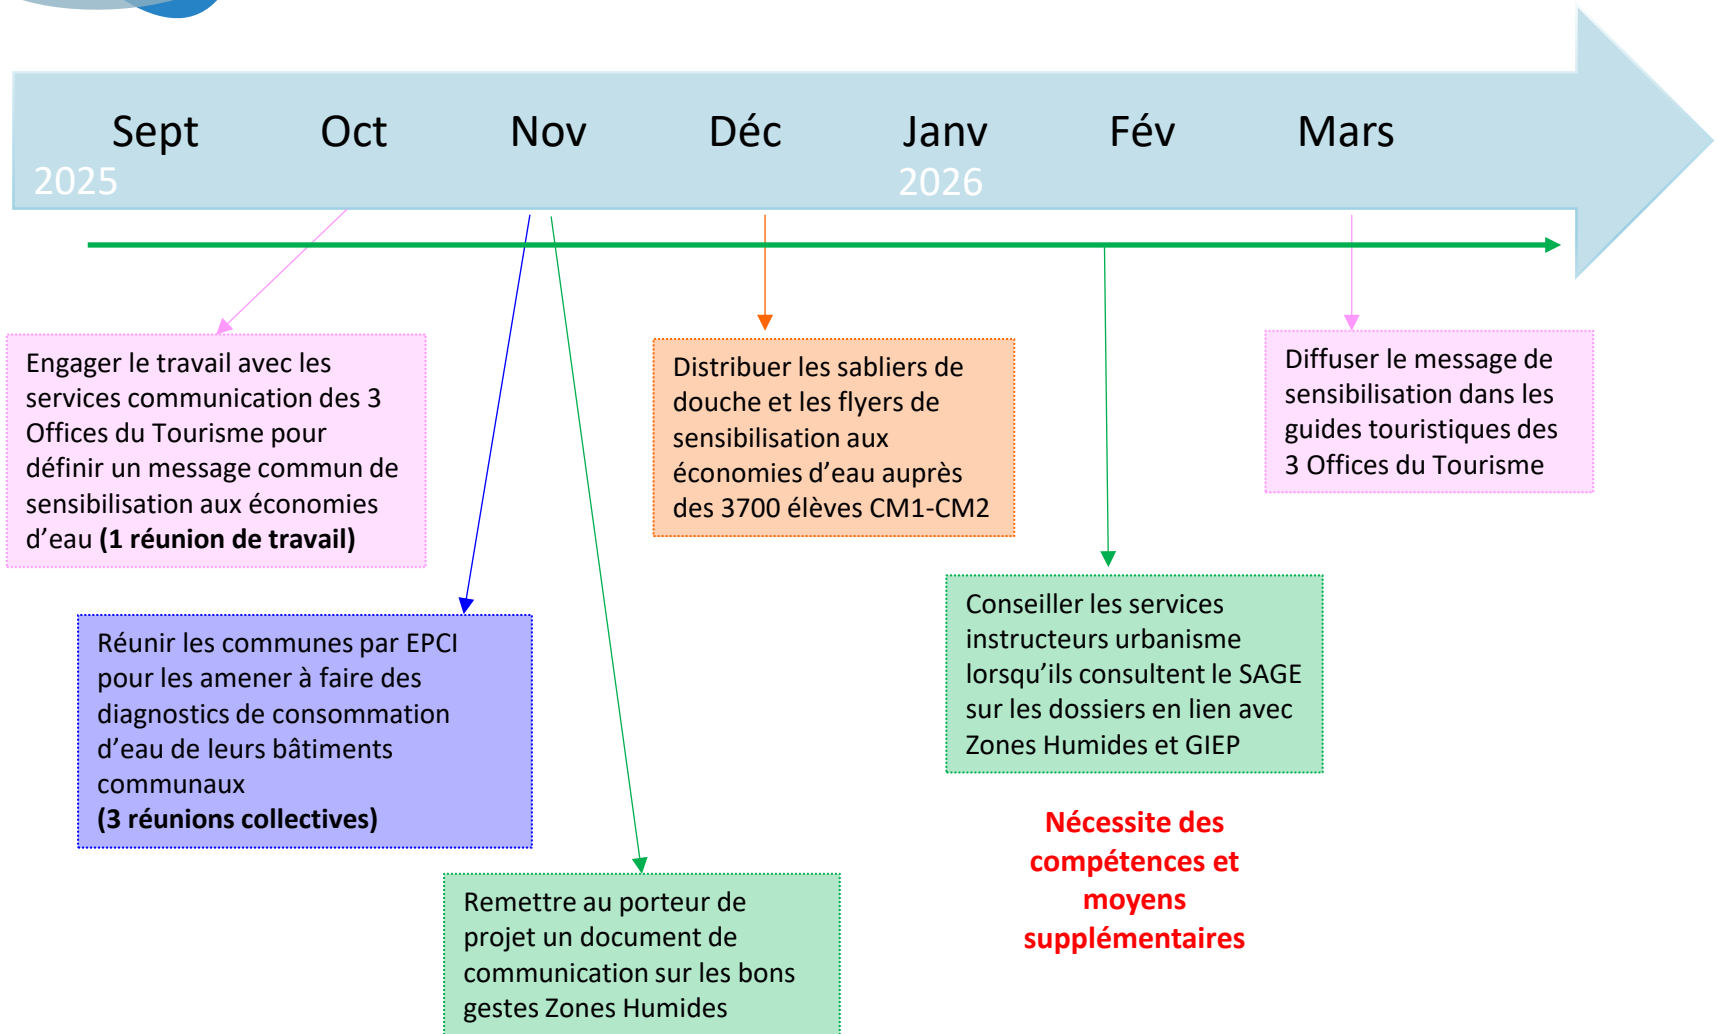 Sept Oct Nov Déc Janv Fév Mars
2025 2026
Engager le travail avec les
services communication des 3
Offices du Tourisme pour
définir un message commun de
sensibilisation aux économies
d’eau (1 réunion de travail)
Distribuer les sabliers de
douche et les flyers de
sensibilisation aux
économies d’eau auprès
des 3700 élèves CM1-CM2
Diffuser le message de
sensibilisation dans les
guides touristiques des
3 Offices du Tourisme
Réunir les communes par EPCI
pour les amener à faire des
diagnostics de consommation
d’eau de leurs bâtiments
communaux
(3 réunions collectives)
Conseiller les services
instructeurs urbanisme
lorsqu’ils consultent le SAGE
sur les dossiers en lien avec
Zones Humides et GIEP
Nécessite des
compétences et
moyens
supplémentaires
Remettre au porteur de
projet un document de
communication sur les bons
gestes Zones Humides